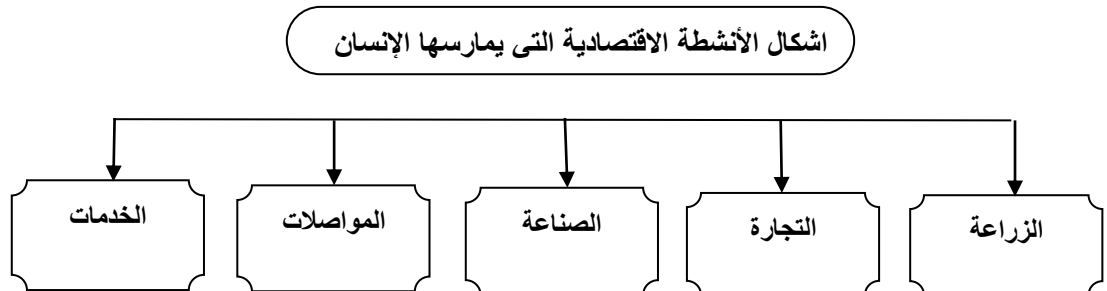 اشكال الأنشطة الاقتصادية التى يمارسها الإنسان
الزراعة
التجارة
الصناعة
المواصلات
الخدمات